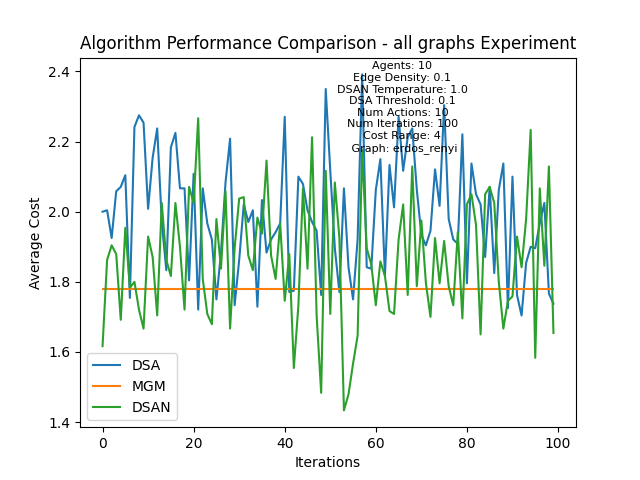 Algorithm Performance Comparison - all graphs Experiment
Agents: 10
Edge Density: 0.1
DSAN Temperature: 1.0
DSA Threshold: 0.1
Num Actions: 10
Num Iterations: 100
Cost Range: 4
Graph: erdos_renyi
2.4
2.2
2.0
1.8
1.6
1.4
Average Cost
DSA
MGM
DSAN
0 20 40 60 80 100
Iterations